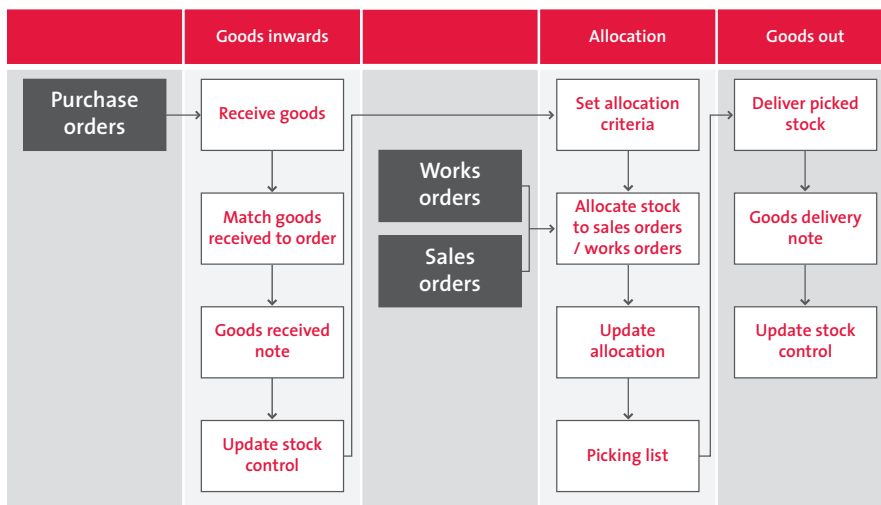 Goods inwards
Allocation
Goods out
Purchase
orders
Receive goods
Match goods
received to order
Goods received
note
Update stock
control
Works
orders
Sales
orders
Set allocation
criteria
Allocate stock
to sales orders
/ works orders
Update
allocation
Picking list
Deliver picked
stock
Goods delivery
note
Update stock
control